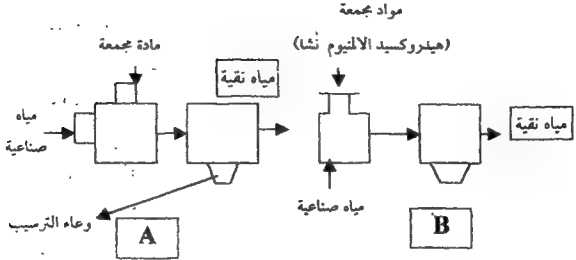 مواد مجمعة
(هيدروكسيد الالمنيوم نشا)
مادة مجمعة
مياه نقية
مياه
صناعية
مياه نقية
مياه صناعية
وعاء الترسيب
A
B